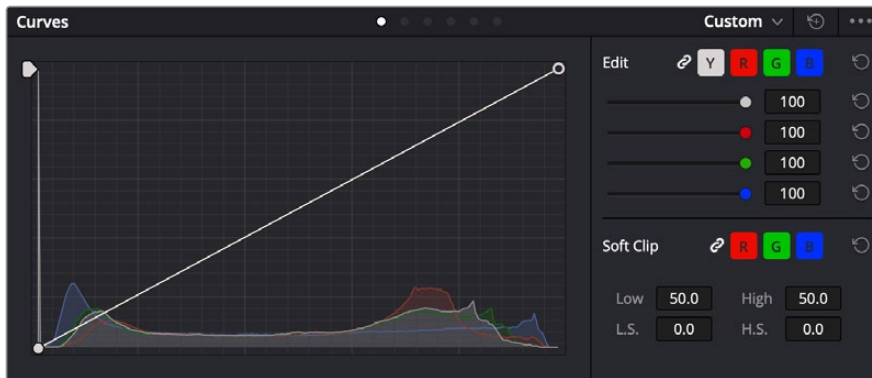 Curves
Custom
Edit
Y R G B
100
100
100
100
Soft Clip
R G B
Low 50.0 High 50.0
L.S. 0.0 H.S. 0.0